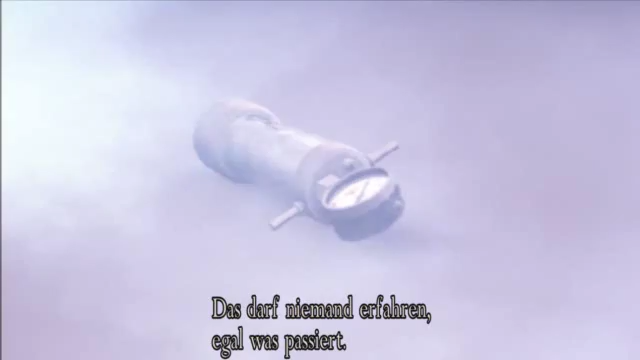 Das darf niemand erfahren,
egal was passiert.